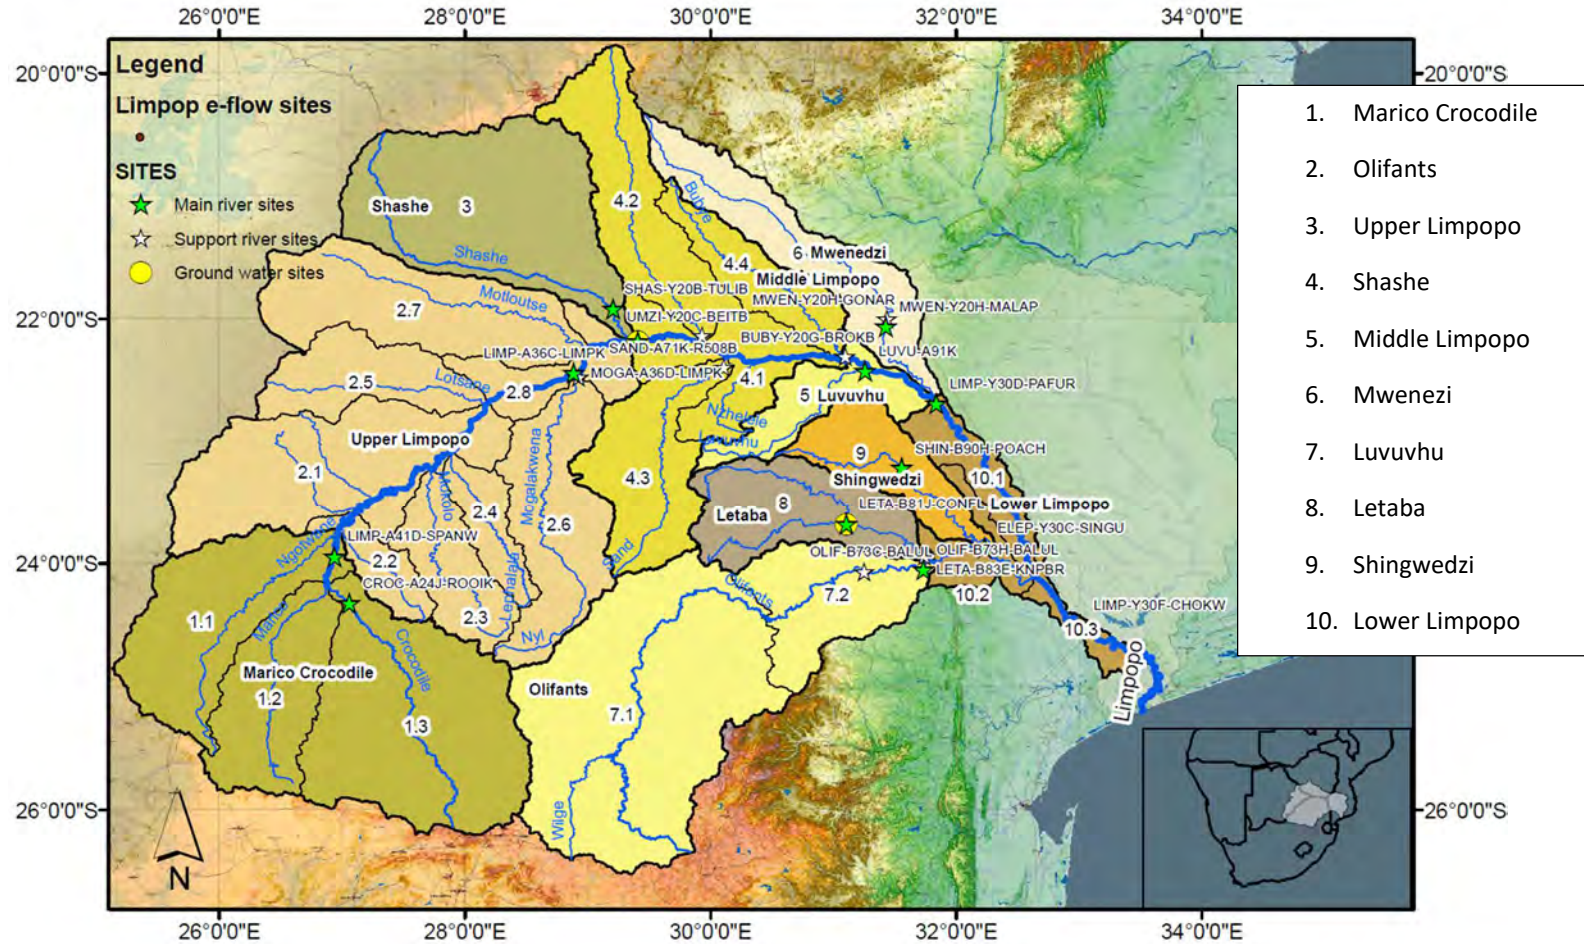 26°0'0"E
28°0'0"E
30°0'0"E
32°0'0"E
34°0'0"E
20°0'0"S
22°0'0"S
24°0'0"S
26°0'0"S
20°0'0"S
26°0'0"S
Legend
Limpop e-flow sites
SITES
Main river sites
Support river sites
Ground water sites
1. Marico Crocodile
2. Olifants
3. Upper Limpopo
4. Shashe
5. Middle Limpopo
6. Mwenezi
7. Luvuvhu
8. Letaba
9. Shingwedzi
10. Lower Limpopo
Shashe 3
Shashe
4.2
Bubye
4.4
6 Mwenedzi
Middle Limpopo
SHAS-Y20B-TULIB
MWEN-Y20H-GONAR
MWEN-Y20H-MALAP
UMZI-Y20C-BEITB
Motloutse
2.7
BUBY-Y20G-BROKB
LIMP-A36C-LIMPK
SAND-A71K-R508B
LUVU-A91K
MOGA-A36D-LIMPK
4.1
LIMP-Y30D-PAFUR
2.5
Lotsane
2.8
5 Luvuvhu
Nzhelele
Luvuvhu
Upper Limpopo
SHIN-B90H-POACH
9
2.1
Mokolo
Mogalakwena
4.3
Shingwedzi
10.1
8
LETA-B81J-CONFL
Lower Limpopo
Letaba
2.4
2.6
ELEP-Y30C-SINGU
Ngotwane
LIMP-A41D-SPANW
Sand
OLIF-B73C-BALUL
OLIF-B73H-BALUL
2.2
LETA-B83E-KNPBR
CROC-A24J-ROOIK
Lephalale
Olifants
7.2
10.2
LIMP-Y30F-CHOKW
1.1
Marico
2.3
Nyl
10.3
Crocodile
Marico Crocodile
Olifants
Limpopo
1.2
1.3
7.1
Wilge
N
26°0'0"E
28°0'0"E
30°0'0"E
32°0'0"E
34°0'0"E